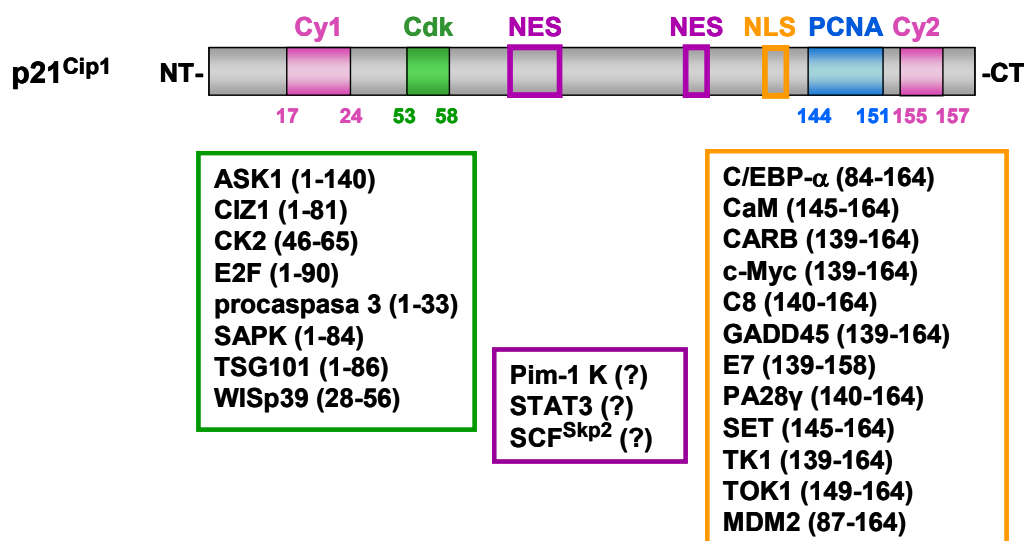 Cy1 Cdk NES NES NLS PCNA Cy2
p21Cip1 NT- -CT
17 24 53 58 144 151 155 157
ASK1 (1-140)
CIZ1 (1-81)
CK2 (46-65)
E2F (1-90)
procaspasa 3 (1-33)
SAPK (1-84)
TSG101 (1-86)
WISp39 (28-56)
Pim-1 K (?)
STAT3 (?)
SCFSkp2 (?)
C/EBP-α (84-164)
CaM (145-164)
CARB (139-164)
c-Myc (139-164)
C8 (140-164)
GADD45 (139-164)
E7 (139-158)
PA28γ (140-164)
SET (145-164)
TK1 (139-164)
TOK1 (149-164)
MDM2 (87-164)